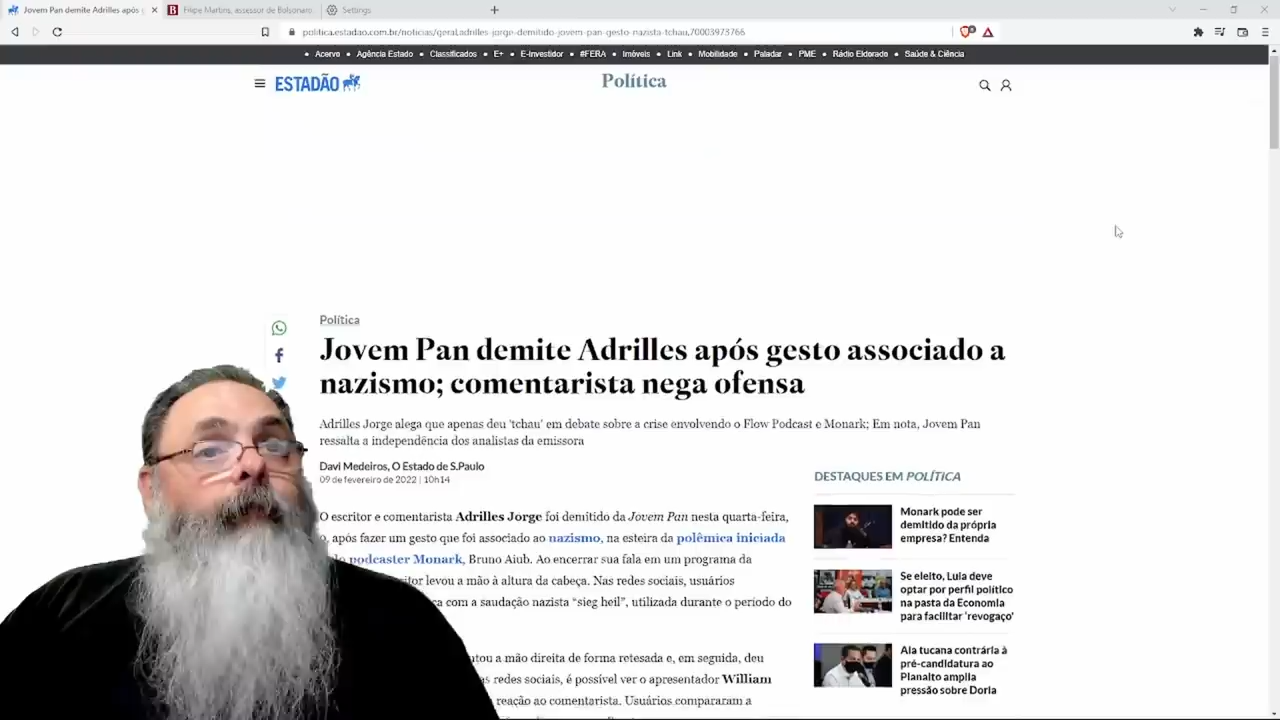 Jovem Pan demite Adrilles após g
Filipe Martins, assessor de Bolsonaro
Settings
politica.estadao.com.br/noticias/geral,adrilles-jorge-demitido-jovem-pan-gesto-nazista-tchau,70003973766
• Acervo • Agência Estado • Classificados • E+ • E-Investidor • #FERA • Imóveis • Link • Mobilidade • Paladar • PME • Rádio Eldorado • Saúde & Ciência
ESTADÃO
Política
Política
Jovem Pan demite Adrilles após gesto associado a
nazismo; comentarista nega ofensa
Adrilles Jorge alega que apenas deu 'tchau' em debate sobre a crise envolvendo o Flow Podcast e Monark; Em nota, Jovem Pan
ressalta a independência dos analistas da emissora
Davi Medeiros, O Estado de S.Paulo
09 de fevereiro de 2022 | 10h14
O escritor e comentarista Adrilles Jorge foi demitido da Jovem Pan nesta quarta-feira,
após fazer um gesto que foi associado ao nazismo, na esteira da polêmica iniciada
podcaster Monark, Bruno Aiub. Ao encerrar sua fala em um programa da
levou a mão à altura da cabeça. Nas redes sociais, usuários
com a saudação nazista "sieg heil", utilizada durante o período do
a mão direita de forma retesada e, em seguida, deu
redes sociais, é possível ver o apresentador William
reação ao comentarista. Usuários compararam a
DESTAQUES EM POLÍTICA
Monark pode ser
demitido da própria
empresa? Entenda
Se eleito, Lula deve
optar por perfil político
na pasta da Economia
para facilitar 'revogaço'
Ala tucana contrária à
pré-candidatura ao
Planalto amplia
pressão sobre Doria